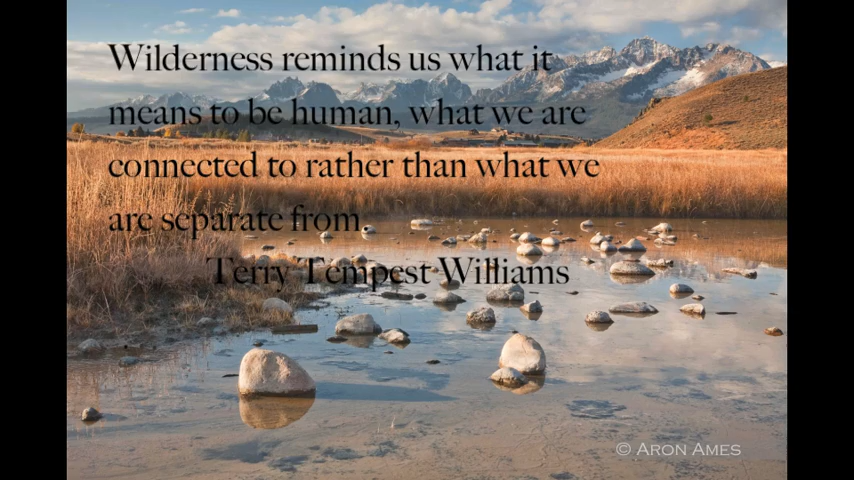 Wilderness reminds us what it
means to be human, what we are
connected to rather than what we
are separate from.
Terry Tempest Williams
© ARON AMES